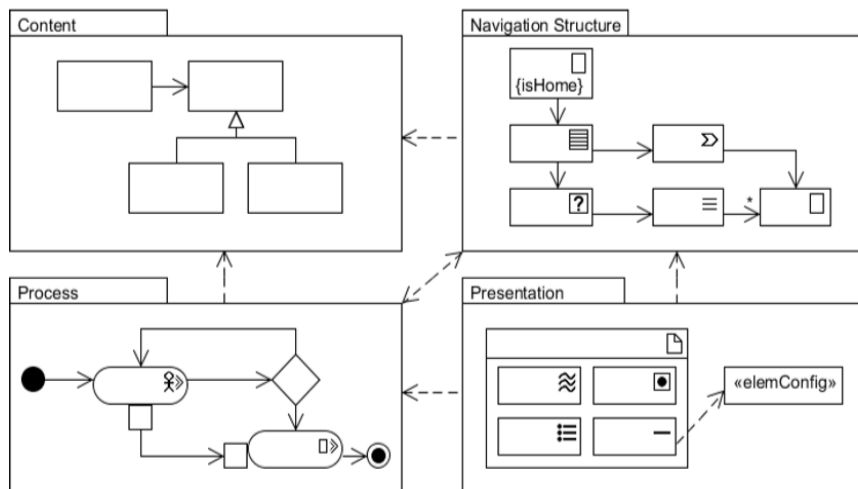 Content
Navigation Structure
{isHome}
?
*
Process
Presentation
«elemConfig»